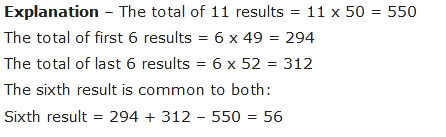 Explanation – The total of 11 results = 11 x 50 = 550
The total of first 6 results = 6 x 49 = 294
The total of last 6 results = 6 x 52 = 312
The sixth result is common to both:
Sixth result = 294 + 312 – 550 = 56